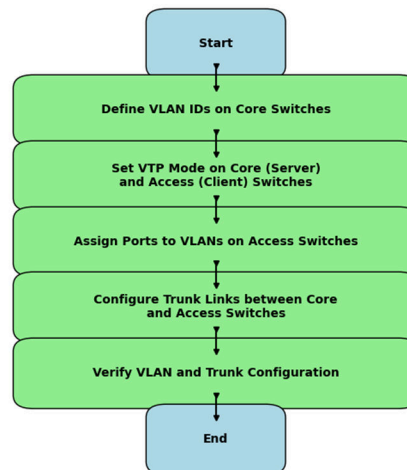 Start
Define VLAN IDs on Core Switches
Set VTP Mode on Core (Server)
and Access (Client) Switches
Assign Ports to VLANs on Access Switches
Configure Trunk Links between Core
and Access Switches
Verify VLAN and Trunk Configuration
End